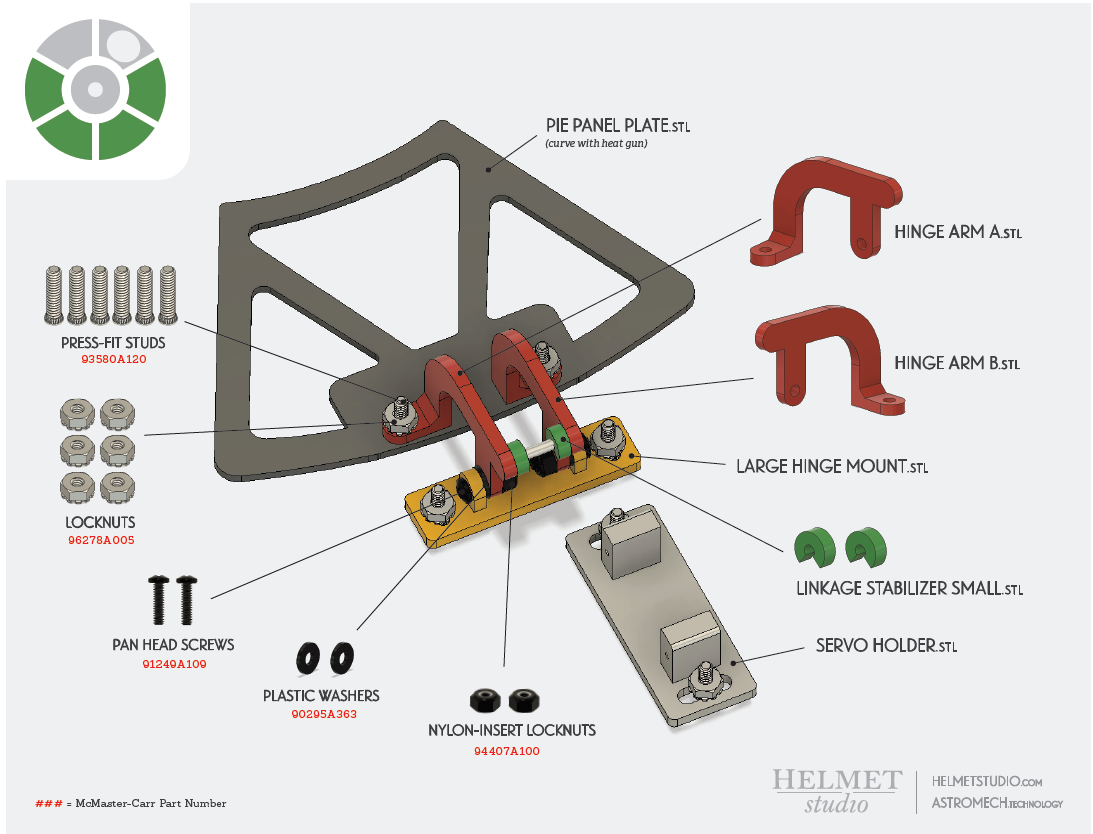 PIE PANEL PLATE.STL
(curve with heat gun)
HINGE ARM A.STL
PRESS-FIT STUDS
93580A120
HINGE ARM B.STL
LARGE HINGE MOUNT.STL
LOCKNUTS
96278A005
LINKAGE STABILIZER SMALL.STL
PAN HEAD SCREWS
91249A109
SERVO HOLDER.STL
PLASTIC WASHERS
90295A363
NYLON-INSERT LOCKNUTS
94407A100
### = McMaster-Carr Part Number
HELMET
studio
HELMETSTUDIO.COM
ASTROMECH.TECHNOLOGY